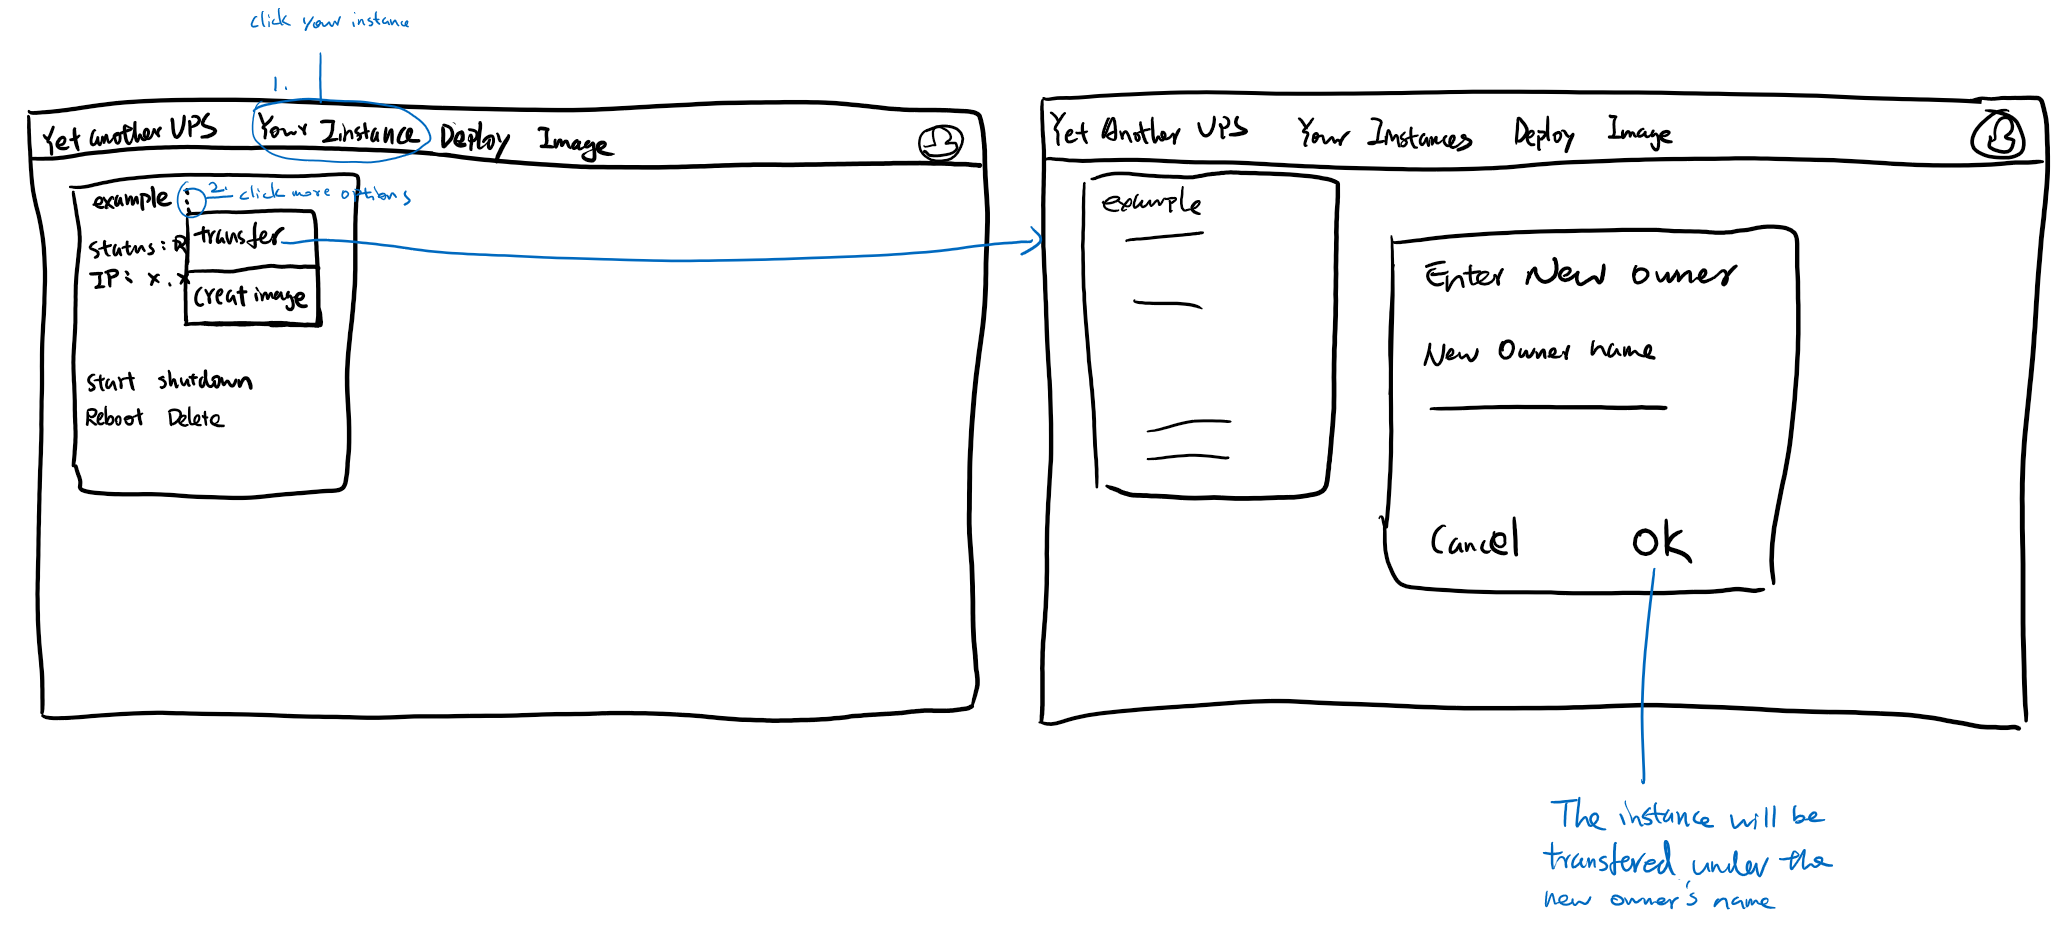 click your instance
1.
Yet another UPS Your Instance Deploy Image
example : 2. click more options
transfer
Status: R
IP: x . x
creat image
Start shutdown
Reboot Delete
Yet Another UPS Your Instances Deploy Image
example
Enter New owner
New Owner name
Cancel OK
The instance will be
transfered under the
new owner's name